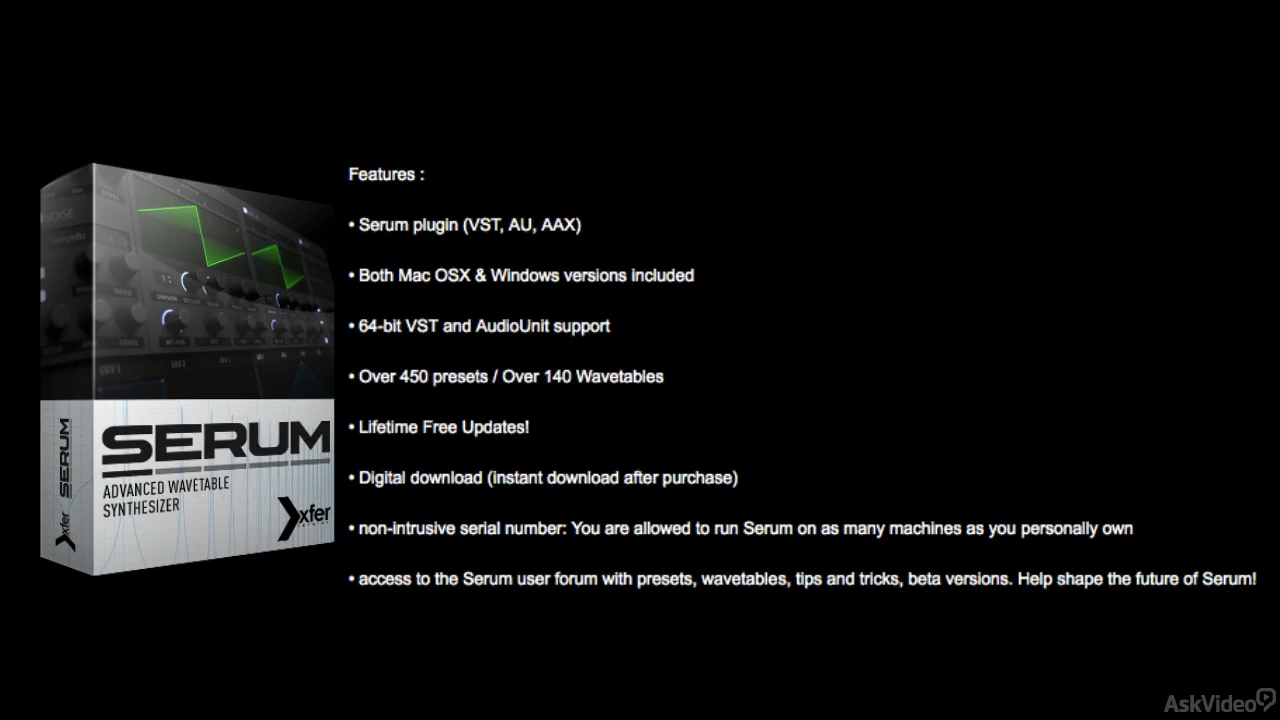 Features :
• Serum plugin (VST, AU, AAX)
• Both Mac OSX & Windows versions included
• 64-bit VST and AudioUnit support
• Over 450 presets / Over 140 Wavetables
• Lifetime Free Updates!
• Digital download (instant download after purchase)
• non-intrusive serial number: You are allowed to run Serum on as many machines as you personally own
• access to the Serum user forum with presets, wavetables, tips and tricks, beta versions. Help shape the future of Serum!
NOISE
SERUM
xfer
SERUM
ADVANCED WAVETABLE
SYNTHESIZER
xfer
AskVideo